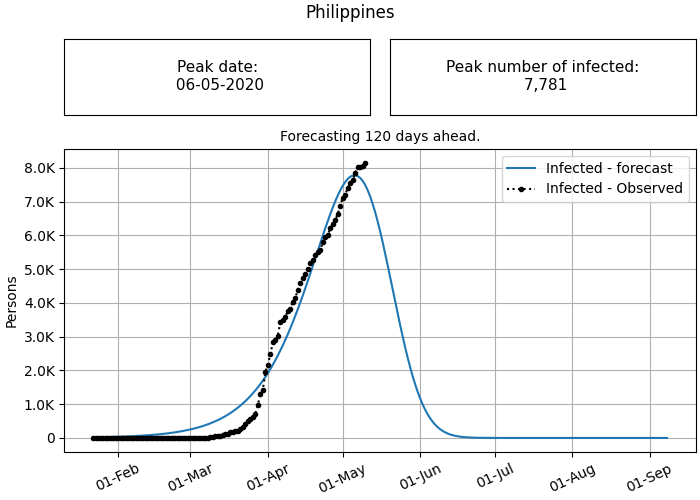 Philippines
Peak date:
06-05-2020
Peak number of infected:
7,781
Forecasting 120 days ahead.
Infected - forecast
Infected - Observed
Persons
8.0K
7.0K
6.0K
5.0K
4.0K
3.0K
2.0K
1.0K
0
01-Feb
01-Mar
01-Apr
01-May
01-Jun
01-Jul
01-Aug
01-Sep